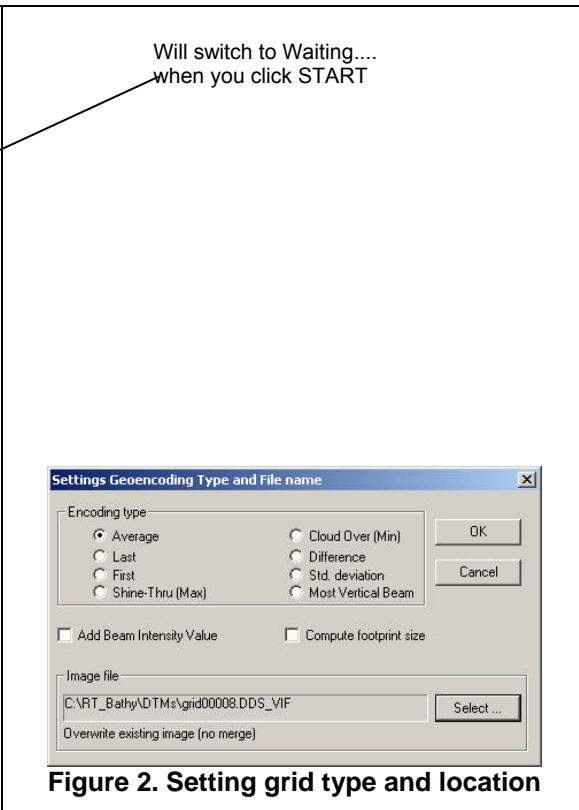 Will switch to Waiting....
when you click START
Settings Geoencoding Type and File name
Encoding type
Average
Cloud Over (Min)
OK
Last
Difference
First
Std. deviation
Cancel
Shine-Thru (Max)
Most Vertical Beam
Add Beam Intensity Value
Compute footprint size
Image file
C:\RT_Bathy\DTMs\grid00008.DDS_VIF
Select ...
Overwrite existing image (no merge)
Figure 2. Setting grid type and location